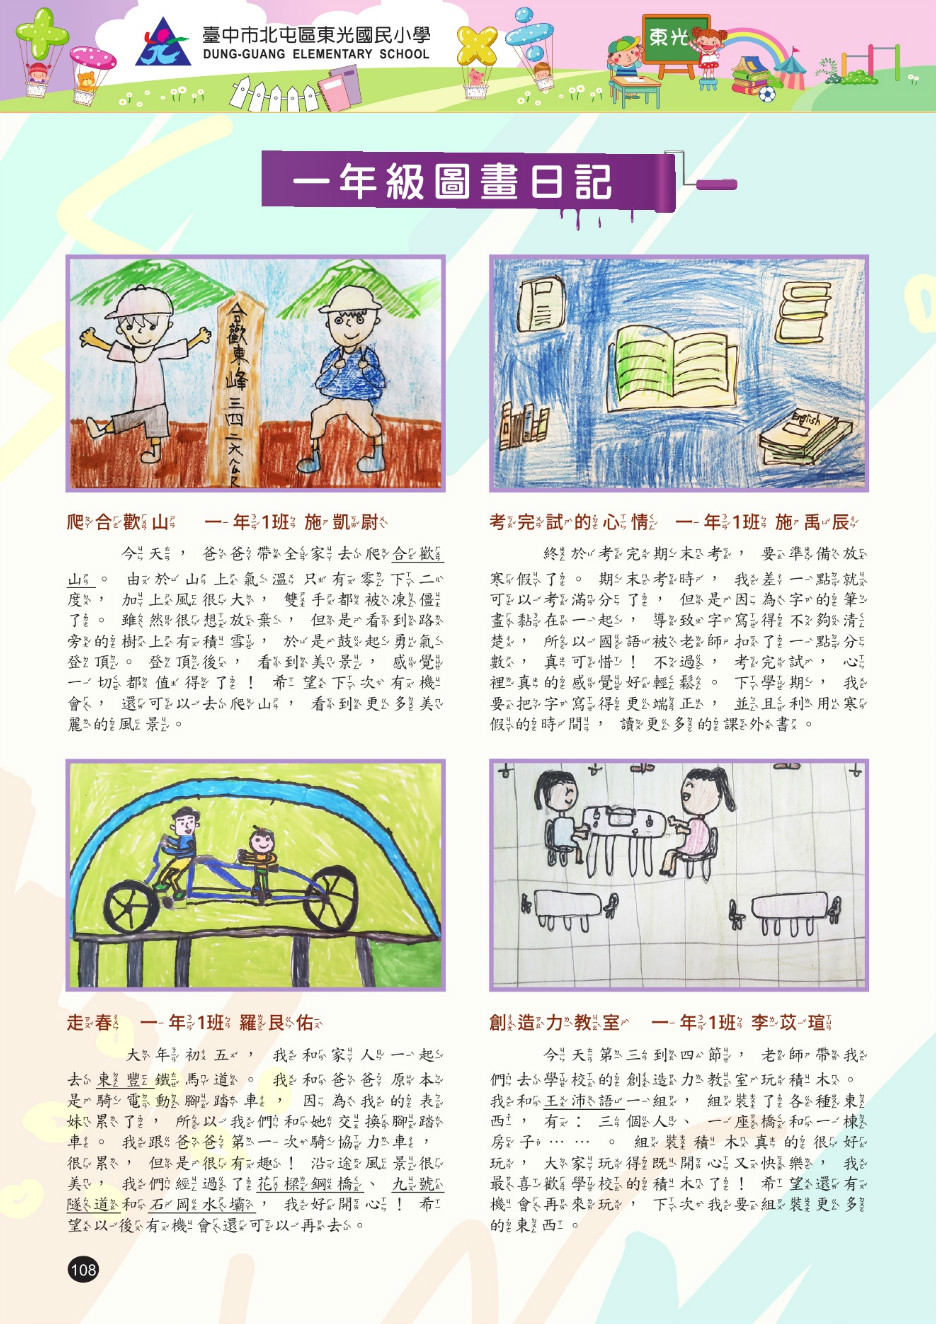 臺中市北屯區東光國民小學
DUNG-GUANG ELEMENTARY SCHOOL
東光
一年級圖畫日記
合歡東峰三四二六公尺
English
爬合歡山 一年1班 施凱尉
今天，爸爸帶全家去爬合歡
山。由於山上氣溫只有零下二
度，加上風很大，雙手都被凍僵
了。雖然很想放棄，但是看到路
旁的樹上有積雪，於是鼓起勇氣
登頂。登頂後，看到美景，感覺
一切都值得了！希望下次有機
會，還可以去爬山，看到更多美
麗的風景。
考完試的心情 一年1班 施禹辰
終於考完期末考，要準備放
寒假了。期末考時，我差一點就
可以考滿分了，但是因為字的筆
畫黏在一起，導致字寫得不夠清
楚，所以國語被老師扣了一點分
數，真可惜！不過，考完試，心
裡真的感覺好輕鬆。下學期，我
要把字寫得更端正，並且利用寒
假的時間，讀更多的課外書。
走春 一年1班 羅艮佑
大年初五，我和家人一起
去東豐鐵馬道。我和爸爸原本
是騎電動腳踏車，因為我的表
妹累了，所以我們和她交換腳踏
車。我跟爸爸第一次騎協力車，
很累，但是很有趣！沿途風景很
美，我們經過了花樑鋼橋、九號
隧道和石岡水壩，我好開心！希
望以後有機會還可以再去。
創造力教室 一年1班 李苡瑄
今天第三到四節，老師帶我
們去學校的創造力教室玩積木。
我和王沛語一組，組裝了各種東
西，有：三個人、一座橋和一棟
房子……。組裝積木真的很好
玩，大家玩得既開心又快樂，我
最喜歡學校的積木了！希望還有
機會再來玩，下次我要組裝更多
的東西。
108